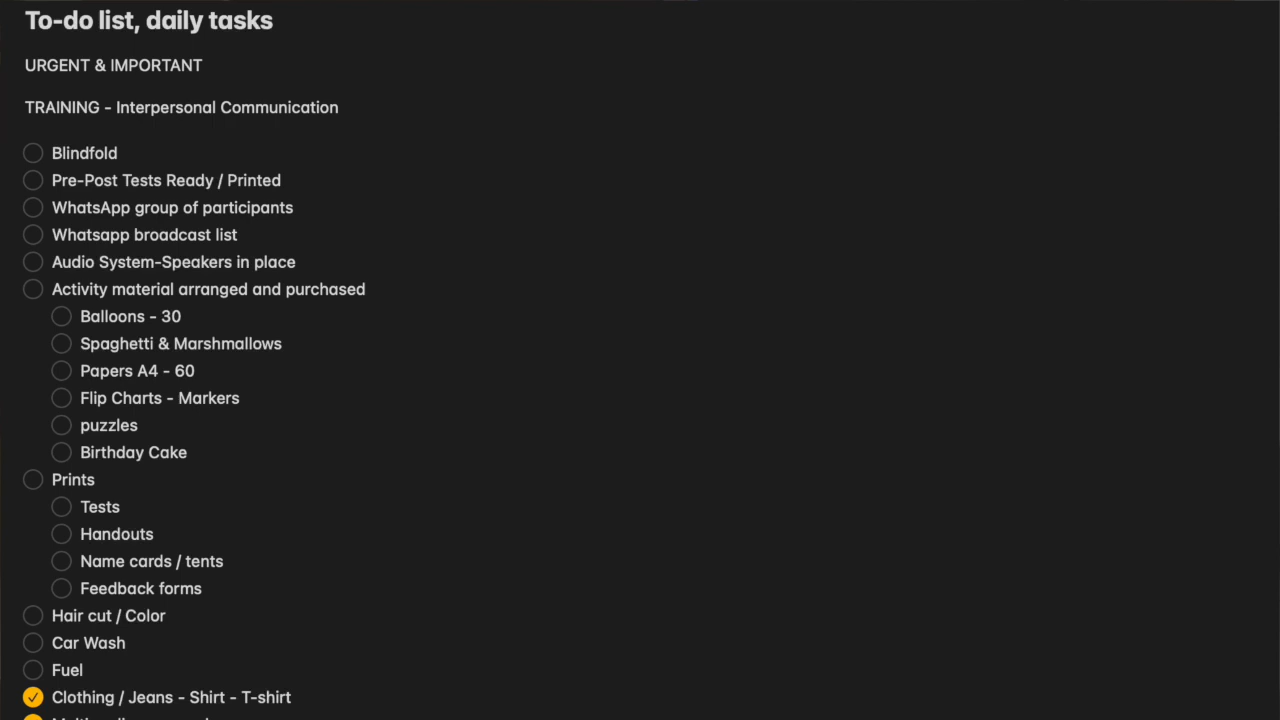 To-do list, daily tasks
URGENT & IMPORTANT
TRAINING - Interpersonal Communication
Blindfold
Pre-Post Tests Ready / Printed
WhatsApp group of participants
Whatsapp broadcast list
Audio System-Speakers in place
Activity material arranged and purchased
Balloons - 30
Spaghetti & Marshmallows
Papers A4 - 60
Flip Charts - Markers
puzzles
Birthday Cake
Prints
Tests
Handouts
Name cards / tents
Feedback forms
Hair cut / Color
Car Wash
Fuel
Clothing / Jeans - Shirt - T-shirt